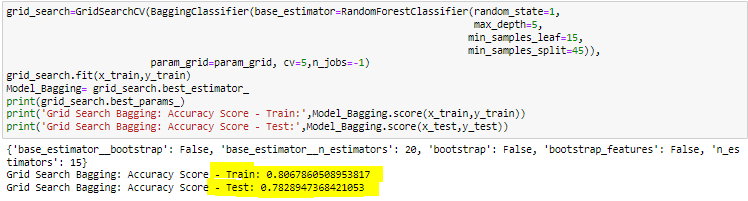 grid_search=GridSearchCV(BaggingClassifier(base_estimator=RandomForestClassifier(random_state=1,
max_depth=5,
min_samples_leaf=15,
min_samples_split=45)),
param_grid=param_grid, cv=5,n_jobs=-1)
grid_search.fit(x_train,y_train)
Model_Bagging= grid_search.best_estimator_
print(grid_search.best_params_)
print('Grid Search Bagging: Accuracy Score - Train:',Model_Bagging.score(x_train,y_train))
print('Grid Search Bagging: Accuracy Score - Test:',Model_Bagging.score(x_test,y_test))
{'base_estimator__bootstrap': False, 'base_estimator__n_estimators': 20, 'bootstrap': False, 'bootstrap_features': False, 'n_es
timators': 15}
Grid Search Bagging: Accuracy Score - Train: 0.8067860508953817
Grid Search Bagging: Accuracy Score - Test: 0.7828947368421053